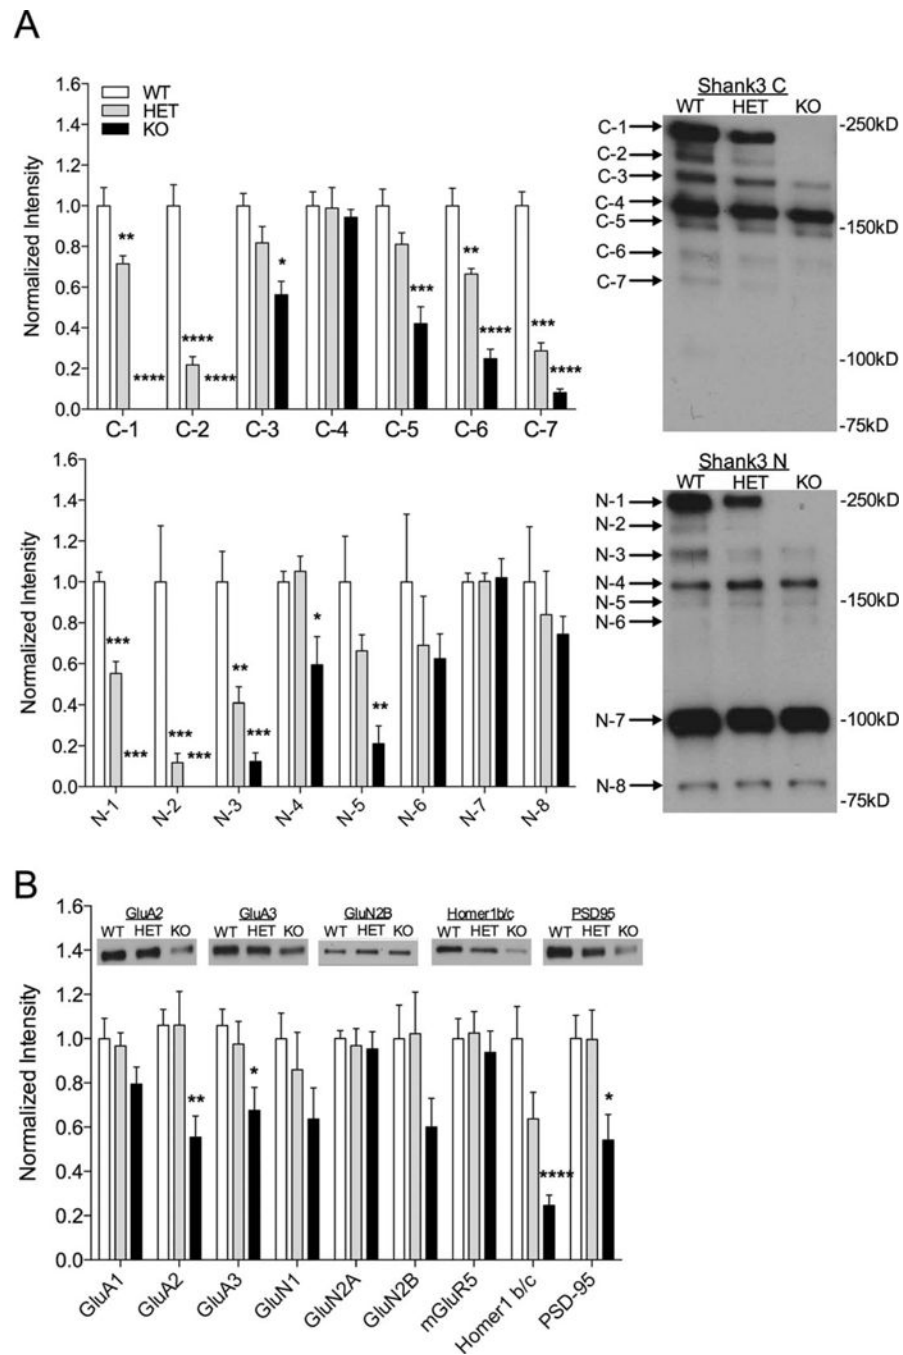 A
1.6
1.4
1.2
1.0
0.8
0.6
0.4
0.2
0.0
Normalized Intensity
WT
HET
KO
**
****
****
****
*
***
**
****
***
****
C-1 C-2 C-3 C-4 C-5 C-6 C-7
Shank3 C
WT HET KO
C-1
C-2
C-3
C-4
C-5
C-6
C-7
-250kD
-150kD
-100kD
-75kD
1.6
1.4
1.2
1.0
0.8
0.6
0.4
0.2
0.0
Normalized Intensity
***
***
***
***
**
***
*
**
N-1 N-2 N-3 N-4 N-5 N-6 N-7 N-8
Shank3 N
WT HET KO
N-1
N-2
N-3
N-4
N-5
N-6
N-7
N-8
-250kD
-150kD
-100kD
-75kD
B
1.6
1.4
1.2
1.0
0.8
0.6
0.4
0.2
0.0
Normalized Intensity
GluA2 GluA3 GluN2B Homer1b/c PSD95
WT HET KO WT HET KO WT HET KO WT HET KO WT HET KO
**
*
****
*
GluA1 GluA2 GluA3 GluN1 GluN2A GluN2B mGluR5 Homer1 b/c PSD-95